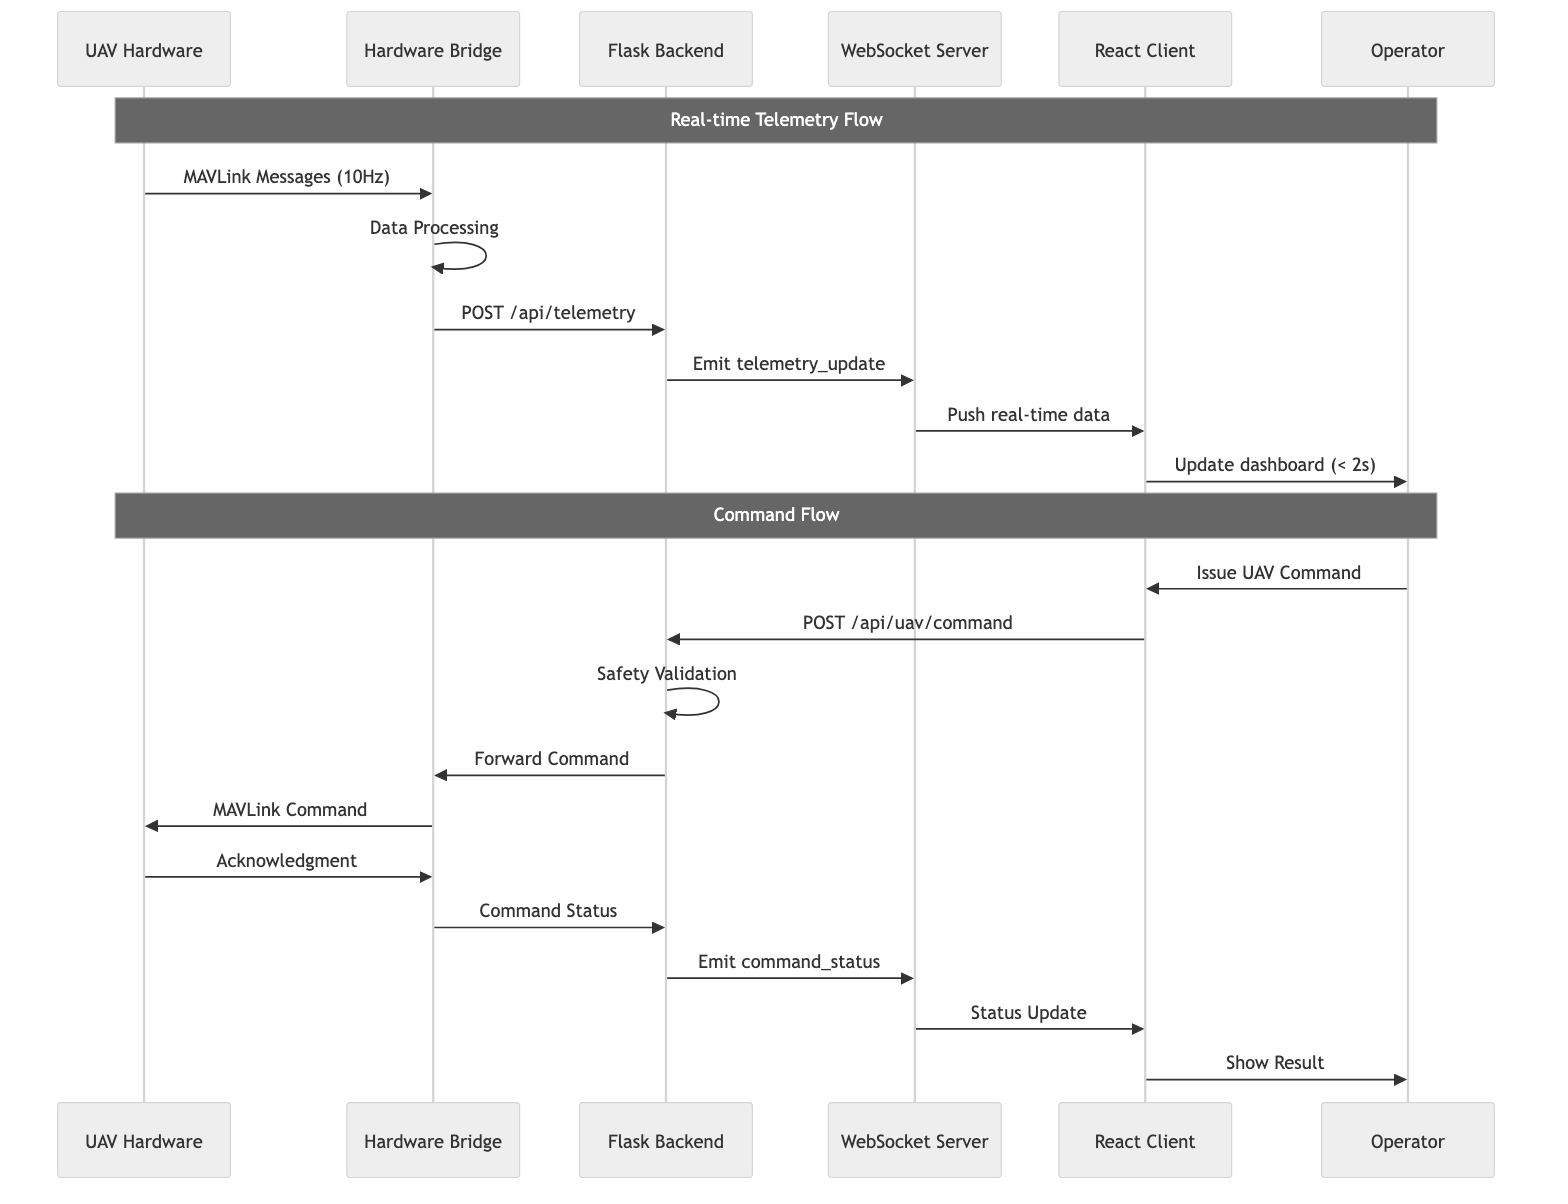 UAV Hardware
Hardware Bridge
Flask Backend
WebSocket Server
React Client
Operator
Real-time Telemetry Flow
MAVLink Messages (10Hz)
Data Processing
POST /api/telemetry
Emit telemetry_update
Push real-time data
Update dashboard (< 2s)
Command Flow
Issue UAV Command
POST /api/uav/command
Safety Validation
Forward Command
MAVLink Command
Acknowledgment
Command Status
Emit command_status
Status Update
Show Result
UAV Hardware
Hardware Bridge
Flask Backend
WebSocket Server
React Client
Operator